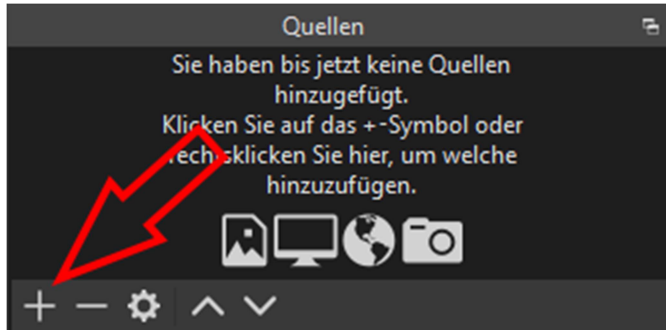 Quellen
Sie haben bis jetzt keine Quellen
hinzugefügt.
Klicken Sie auf das +-Symbol oder
rechtsklicken Sie hier, um welche
hinzuzufügen.